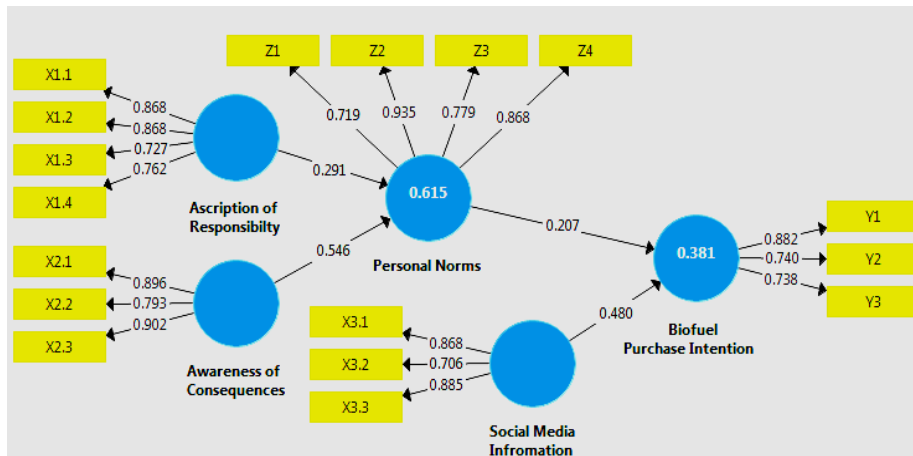 Z1
Z2
Z3
Z4
X1.1
X1.2
X1.3
X1.4
0.868
0.868
0.727
0.762
0.719
0.935
0.779
0.868
0.291
0.615
Ascription of
Responsibilty
Personal Norms
0.546
0.207
X2.1
X2.2
X2.3
0.896
0.793
0.902
Awareness of
Consequences
0.381
Biofuel
Purchase Intention
0.882
0.740
0.738
Y1
Y2
Y3
0.480
X3.1
X3.2
X3.3
0.868
0.706
0.885
Social Media
Infromation